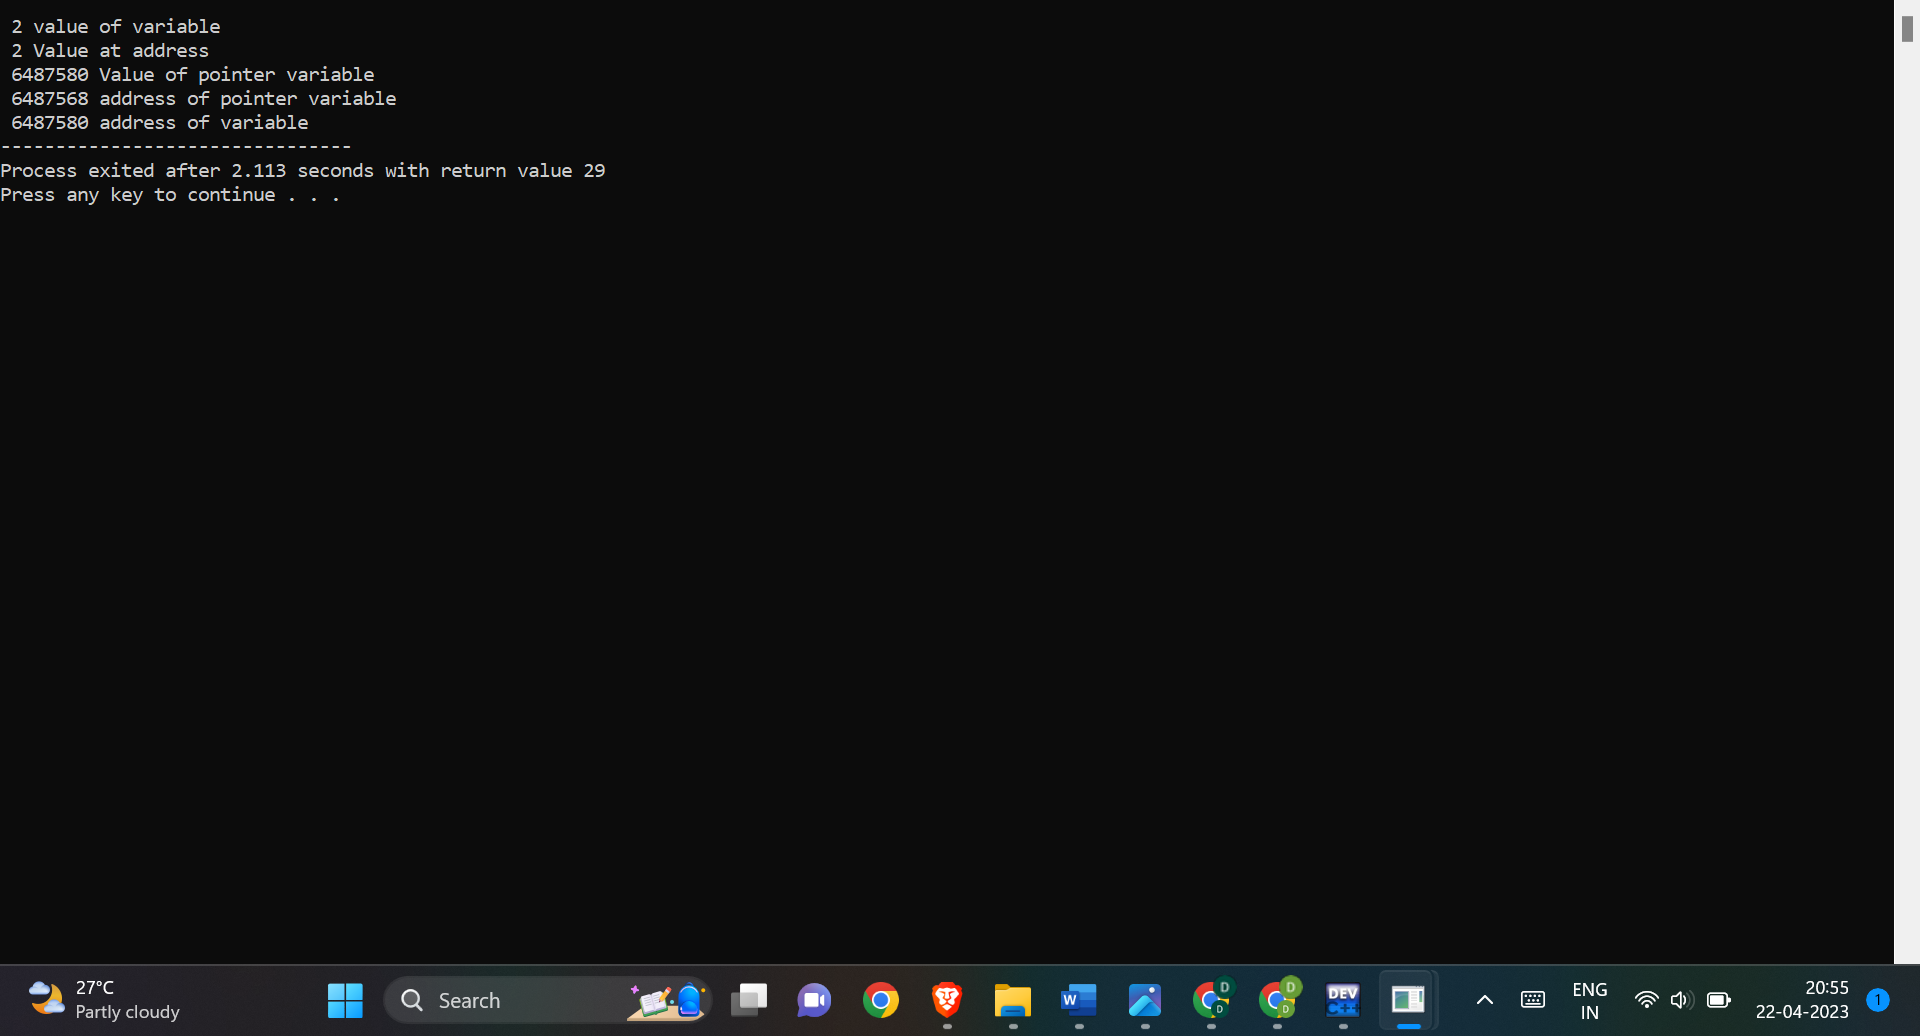 2 value of variable
2 Value at address
6487580 Value of pointer variable
6487568 address of pointer variable
6487580 address of variable
--------------------------------
Process exited after 2.113 seconds with return value 29
Press any key to continue . . .
27°C
Partly cloudy
Search
W
D
D
D
D
DEV
C++
ENG
IN
20:55
22-04-2023
1